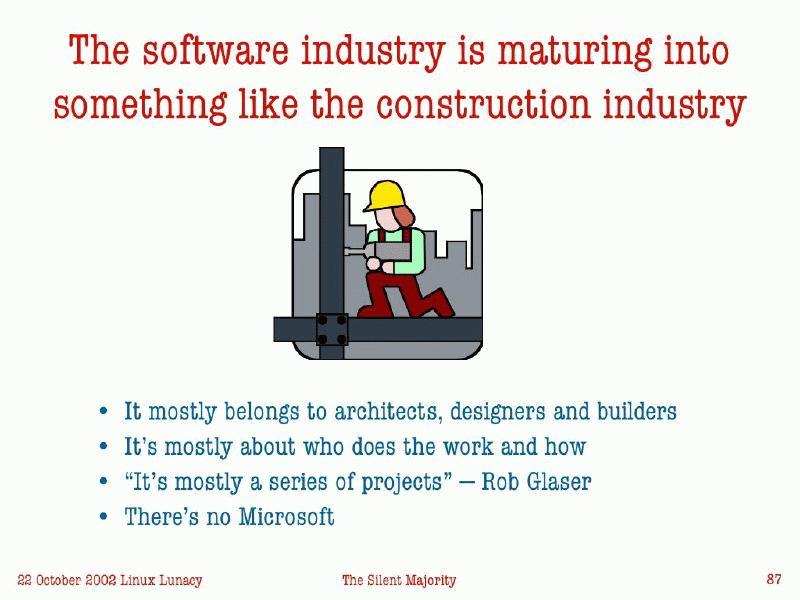 The software industry is maturing into
something like the construction industry
• It mostly belongs to architects, designers and builders
• It's mostly about who does the work and how
• “It's mostly a series of projects” — Rob Glaser
• There's no Microsoft
22 October 2002 Linux Lunacy
The Silent Majority
87